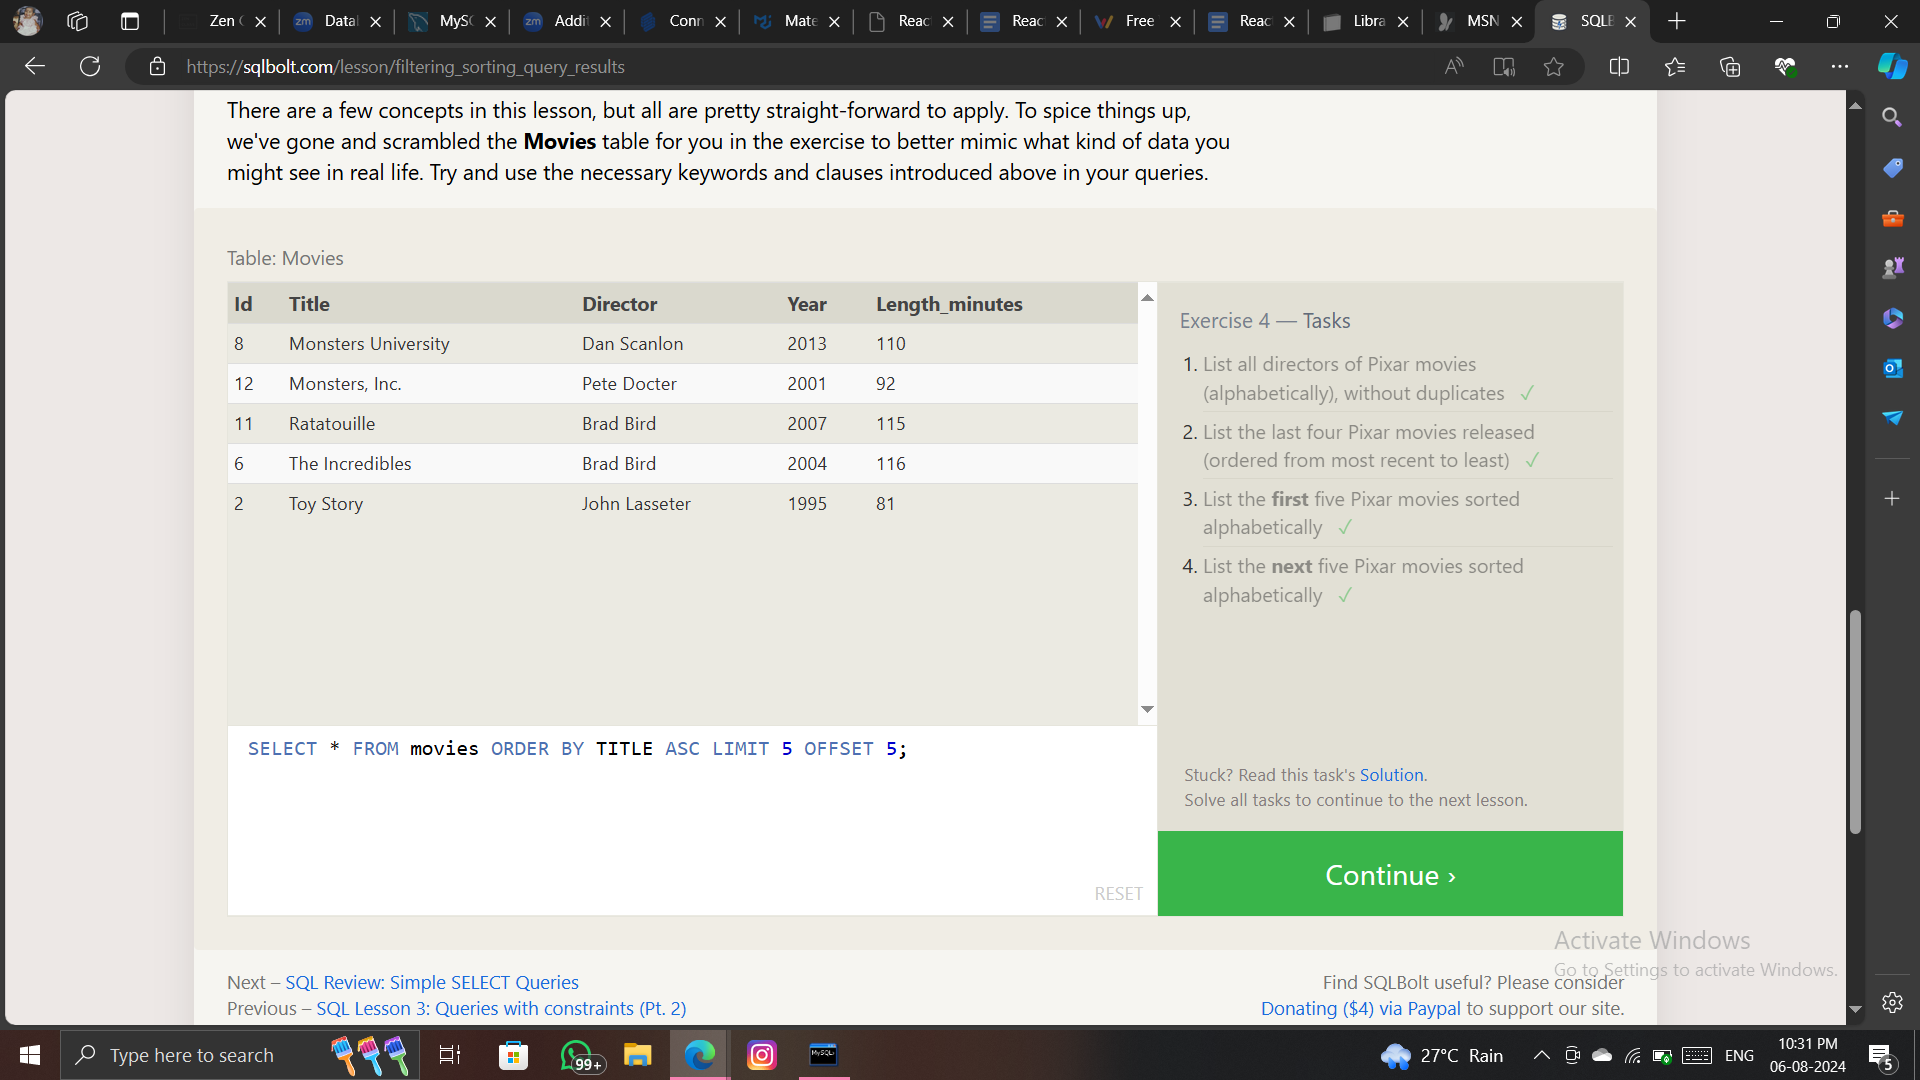 Zen
Datal
MySC
Addit
Conn
Mate
Reac
Reac
Free
Reac
Libra
MSN
SQLB
https://sqlbolt.com/lesson/filtering_sorting_query_results
There are a few concepts in this lesson, but all are pretty straight-forward to apply. To spice things up,
we've gone and scrambled the Movies table for you in the exercise to better mimic what kind of data you
might see in real life. Try and use the necessary keywords and clauses introduced above in your queries.
Table: Movies
Id Title Director Year Length_minutes
8 Monsters University Dan Scanlon 2013 110
12 Monsters, Inc. Pete Docter 2001 92
11 Ratatouille Brad Bird 2007 115
6 The Incredibles Brad Bird 2004 116
2 Toy Story John Lasseter 1995 81
SELECT * FROM movies ORDER BY TITLE ASC LIMIT 5 OFFSET 5;
RESET
Exercise 4 — Tasks
1. List all directors of Pixar movies
(alphabetically), without duplicates ✓
2. List the last four Pixar movies released
(ordered from most recent to least) ✓
3. List the first five Pixar movies sorted
alphabetically ✓
4. List the next five Pixar movies sorted
alphabetically ✓
Stuck? Read this task's Solution.
Solve all tasks to continue to the next lesson.
Continue ›
Next – SQL Review: Simple SELECT Queries
Previous – SQL Lesson 3: Queries with constraints (Pt. 2)
Find SQLBolt useful? Please consider
Donating ($4) via Paypal to support our site.
Activate Windows
Go to Settings to activate Windows.
Type here to search
99+
27°C Rain
ENG
10:31 PM
06-08-2024
5